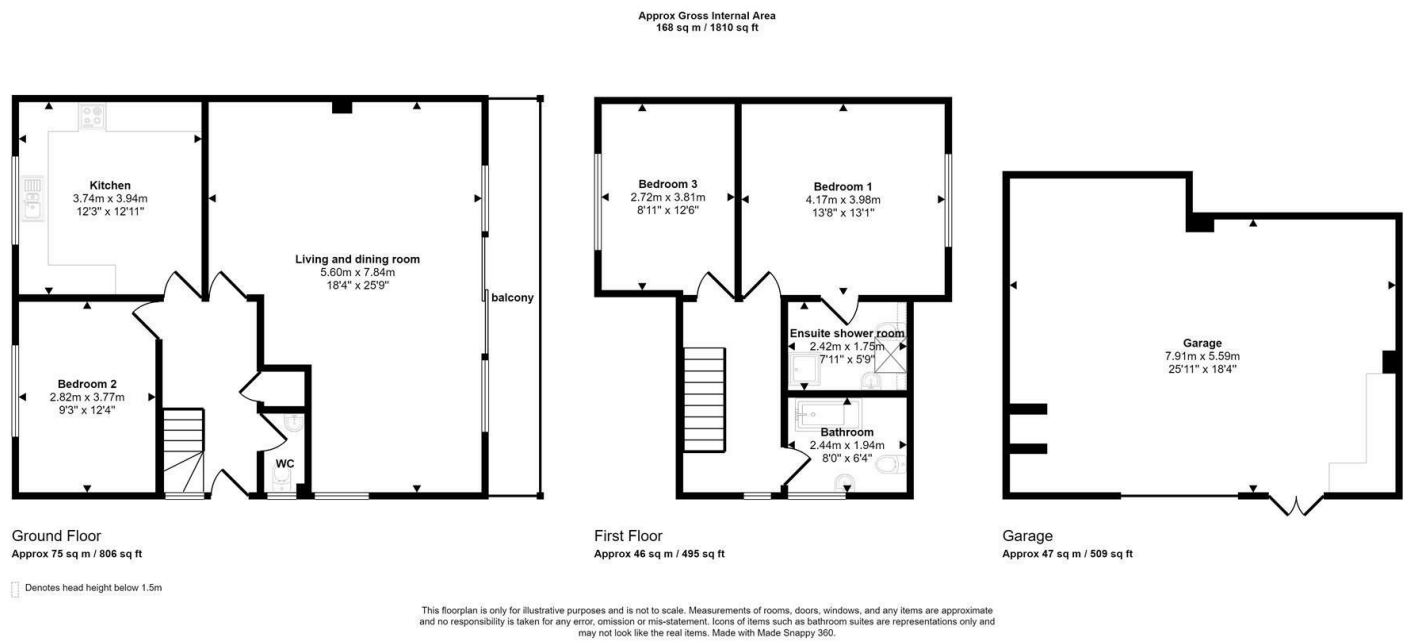 Approx Gross Internal Area
168 sq m / 1810 sq ft
Kitchen
3.74m x 3.94m
12'3" x 12'11"
Living and dining room
5.60m x 7.84m
18'4" x 25'9"
balcony
Bedroom 2
2.82m x 3.77m
9'3" x 12'4"
WC
Ground Floor
Approx 75 sq m / 806 sq ft
Denotes head height below 1.5m
Bedroom 3
2.72m x 3.81m
8'11" x 12'6"
Bedroom 1
4.17m x 3.98m
13'8" x 13'1"
Ensuite shower room
2.42m x 1.75m
7'11" x 5'9"
Bathroom
2.44m x 1.94m
8'0" x 6'4"
First Floor
Approx 46 sq m / 495 sq ft
Garage
7.91m x 5.59m
25'11" x 18'4"
Garage
Approx 47 sq m / 509 sq ft
This floorplan is only for illustrative purposes and is not to scale. Measurements of rooms, doors, windows, and any items are approximate
and no responsibility is taken for any error, omission or mis-statement. Icons of items such as bathroom suites are representations only and
may not look like the real items. Made with Made Snappy 360.